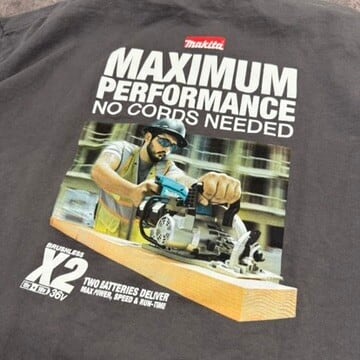 makita
MAXIMUM
PERFORMANCE
NO CORDS NEEDED
BRUSHLESS
X2
36V
TWO BATTERIES DELIVER
MAX POWER, SPEED & RUN-TIME